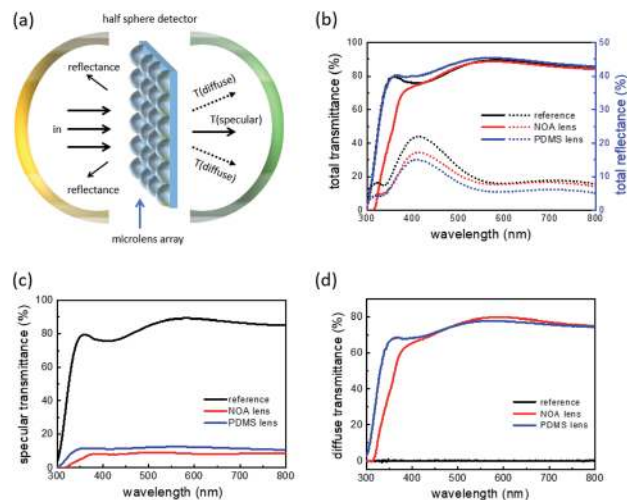 (a)
half sphere detector
reflectance
T(diffuse)
in
T(specular)
T(diffuse)
reflectance
microlens array
(b)
total transmittance (%)
100
80
60
40
20
0
reference
NOA lens
PDMS lens
50
40
30
20
10
0
total reflectance (%)
300 400 500 600 700 800
wavelength (nm)
(c)
specular transmittance (%)
100
80
60
40
20
0
reference
NOA lens
PDMS lens
300 400 500 600 700 800
wavelength (nm)
(d)
diffuse transmittance (%)
80
60
40
20
0
reference
NOA lens
PDMS lens
300 400 500 600 700 800
wavelength (nm)